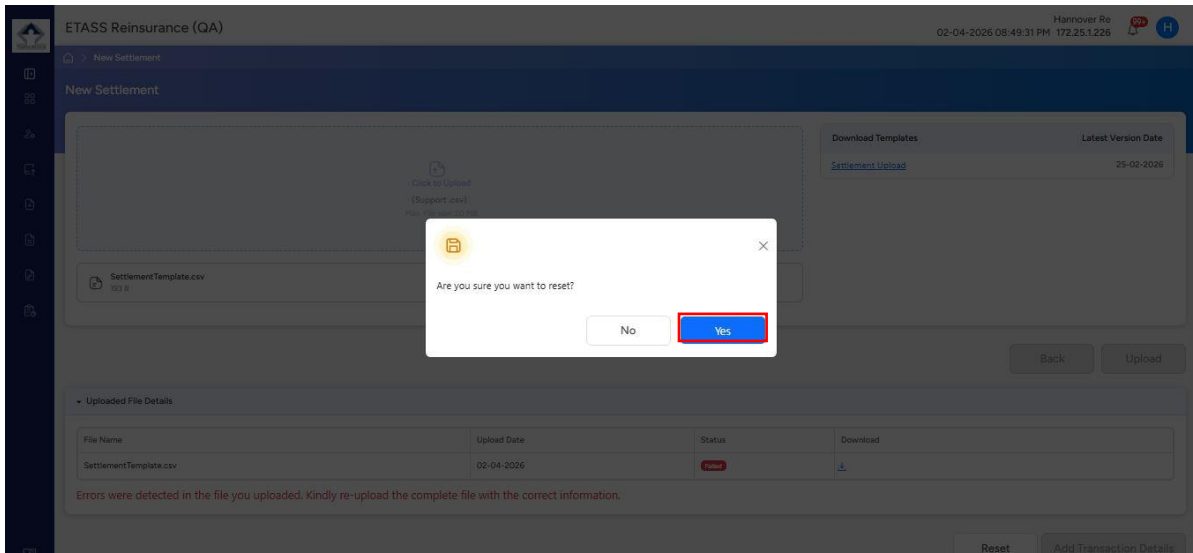 ETASS Reinsurance (QA)
Hannover Re
02-04-2026 08:49:31 PM 172.25.1.226
99+
H
> New Settlement
New Settlement
Click to Upload
(Support .csv)
Download Templates
Latest Version Date
Settlement Upload
25-02-2026
SettlementTemplate.csv
193 B
Are you sure you want to reset?
No
Yes
Back
Upload
Uploaded File Details
File Name
Upload Date
Status
Download
SettlementTemplate.csv
02-04-2026
Failed
Errors were detected in the file you uploaded. Kindly re-upload the complete file with the correct information.
Reset
Add Transaction Details